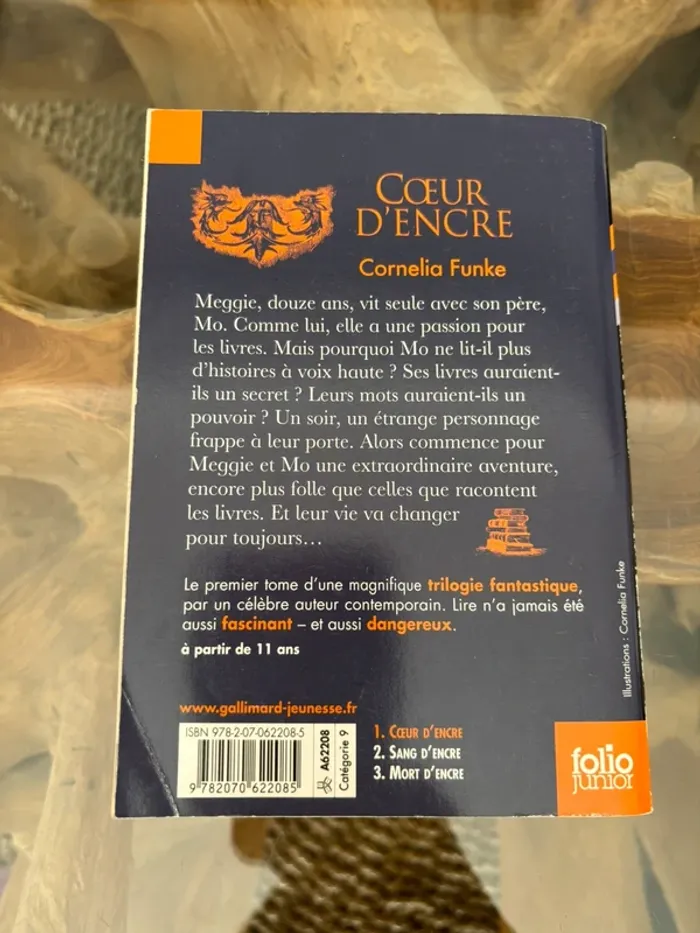 CŒUR
D'ENCRE
Cornelia Funke
Meggie, douze ans, vit seule avec son père,
Mo. Comme lui, elle a une passion pour
les livres. Mais pourquoi Mo ne lit-il plus
d'histoires à voix haute ? Ses livres auraient-
ils un secret ? Leurs mots auraient-ils un
pouvoir ? Un soir, un étrange personnage
frappe à leur porte. Alors commence pour
Meggie et Mo une extraordinaire aventure,
encore plus folle que celles que racontent
les livres. Et leur vie va changer
pour toujours…
Le premier tome d'une magnifique trilogie fantastique,
par un célèbre auteur contemporain. Lire n'a jamais été
aussi fascinant – et aussi dangereux.
à partir de 11 ans
Illustrations : Cornelia Funke
www.gallimard-jeunesse.fr
ISBN 978-2-07-062208-5
9 782070 622085
A62208
Catégorie 9
1. CŒUR D'ENCRE
2. SANG D'ENCRE
3. MORT D'ENCRE
folio
junior